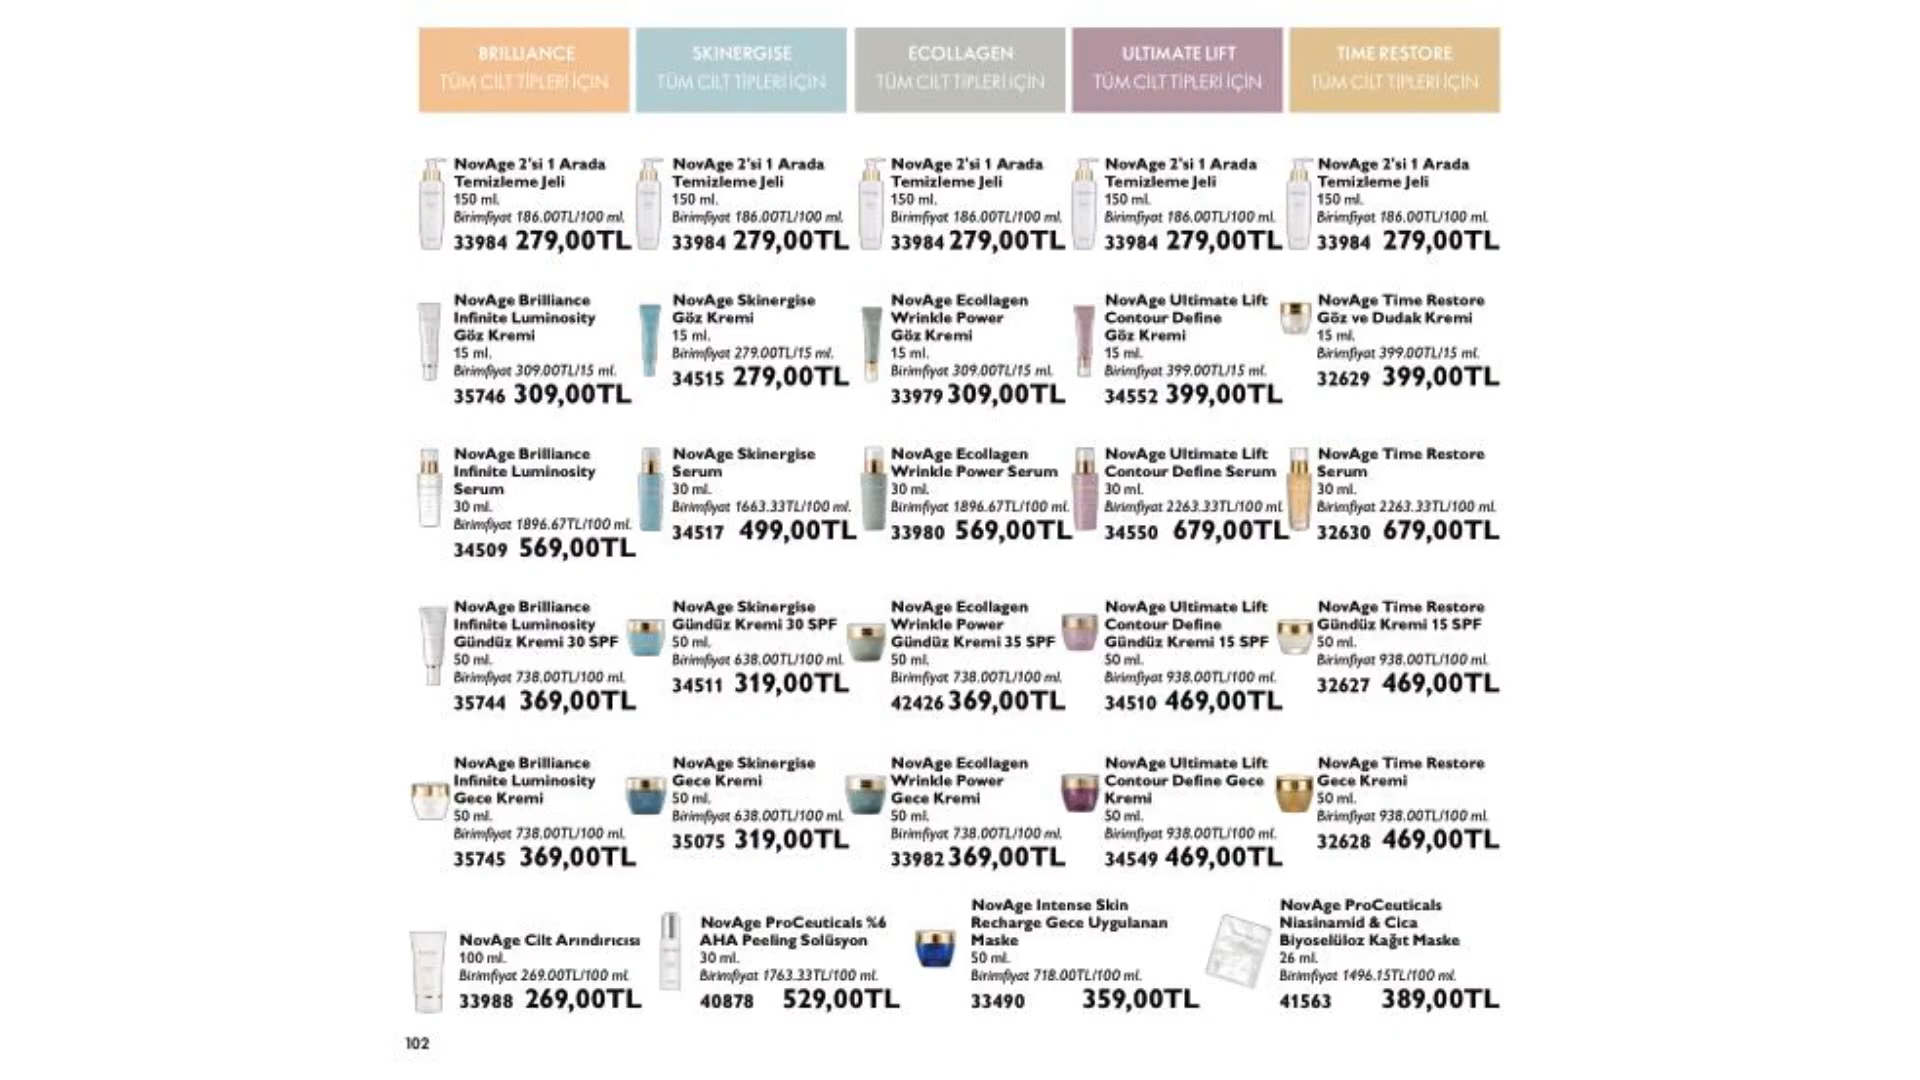 BRILLIANCE
TÜM CİLT TİPLERİ İÇİN
SKINERGISE
TÜM CİLT TİPLERİ İÇİN
ECOLLAGEN
TÜM CİLT TİPLERİ İÇİN
ULTIMATE LIFT
TÜM CİLT TİPLERİ İÇİN
TIME RESTORE
TÜM CİLT TİPLERİ İÇİN
NovAge 2'si 1 Arada
Temizleme Jeli
150 ml.
Birimfiyat 186.00TL/100 ml.
33984 279,00TL
NovAge 2'si 1 Arada
Temizleme Jeli
150 ml.
Birimfiyat 186.00TL/100 ml.
33984 279,00TL
NovAge 2'si 1 Arada
Temizleme Jeli
150 ml.
Birimfiyat 186.00TL/100 ml.
33984 279,00TL
NovAge 2'si 1 Arada
Temizleme Jeli
150 ml.
Birimfiyat 186.00TL/100 ml.
33984 279,00TL
NovAge 2'si 1 Arada
Temizleme Jeli
150 ml.
Birimfiyat 186.00TL/100 ml.
33984 279,00TL
NovAge Brilliance
Infinite Luminosity
Göz Kremi
15 ml.
Birimfiyat 309.00TL/15 ml.
35746 309,00TL
NovAge Skinergise
Göz Kremi
15 ml.
Birimfiyat 279.00TL/15 ml.
34515 279,00TL
NovAge Ecollagen
Wrinkle Power
Göz Kremi
15 ml.
Birimfiyat 309.00TL/15 ml.
33979 309,00TL
NovAge Ultimate Lift
Contour Define
Göz Kremi
15 ml.
Birimfiyat 399.00TL/15 ml.
34552 399,00TL
NovAge Time Restore
Göz ve Dudak Kremi
15 ml.
Birimfiyat 399.00TL/15 ml.
32629 399,00TL
NovAge Brilliance
Infinite Luminosity
Serum
30 ml.
Birimfiyat 1896.67TL/100 ml.
34509 569,00TL
NovAge Skinergise
Serum
30 ml.
Birimfiyat 1663.33TL/100 ml.
34517 499,00TL
NovAge Ecollagen
Wrinkle Power Serum
30 ml.
Birimfiyat 1896.67TL/100 ml.
33980 569,00TL
NovAge Ultimate Lift
Contour Define Serum
30 ml.
Birimfiyat 2263.33TL/100 ml.
34550 679,00TL
NovAge Time Restore
Serum
30 ml.
Birimfiyat 2263.33TL/100 ml.
32630 679,00TL
NovAge Brilliance
Infinite Luminosity
Gündüz Kremi 30 SPF
50 ml.
Birimfiyat 738.00TL/100 ml.
35744 369,00TL
NovAge Skinergise
Gündüz Kremi 30 SPF
50 ml.
Birimfiyat 638.00TL/100 ml.
34511 319,00TL
NovAge Ecollagen
Wrinkle Power
Gündüz Kremi 35 SPF
50 ml.
Birimfiyat 738.00TL/100 ml.
42426 369,00TL
NovAge Ultimate Lift
Contour Define
Gündüz Kremi 15 SPF
50 ml.
Birimfiyat 938.00TL/100 ml.
34510 469,00TL
NovAge Time Restore
Gündüz Kremi 15 SPF
50 ml.
Birimfiyat 938.00TL/100 ml.
32627 469,00TL
NovAge Brilliance
Infinite Luminosity
Gece Kremi
50 ml.
Birimfiyat 738.00TL/100 ml.
35745 369,00TL
NovAge Skinergise
Gece Kremi
50 ml.
Birimfiyat 638.00TL/100 ml.
35075 319,00TL
NovAge Ecollagen
Wrinkle Power
Gece Kremi
50 ml.
Birimfiyat 738.00TL/100 ml.
33982 369,00TL
NovAge Ultimate Lift
Contour Define Gece
Kremi
50 ml.
Birimfiyat 938.00TL/100 ml.
34549 469,00TL
NovAge Time Restore
Gece Kremi
50 ml.
Birimfiyat 938.00TL/100 ml.
32628 469,00TL
NovAge Cilt Arındırıcısı
100 ml.
Birimfiyat 269.00TL/100 ml.
33988 269,00TL
NovAge ProCeuticals %6
AHA Peeling Solüsyon
30 ml.
Birimfiyat 1763.33TL/100 ml.
40878 529,00TL
NovAge Intense Skin
Recharge Gece Uygulanan
Maske
50 ml.
Birimfiyat 718.00TL/100 ml.
33490 359,00TL
NovAge ProCeuticals
Niasinamid & Cica
Biyoselüloz Kağıt Maske
26 ml.
Birimfiyat 1496.15TL/100 ml.
41563 389,00TL
102